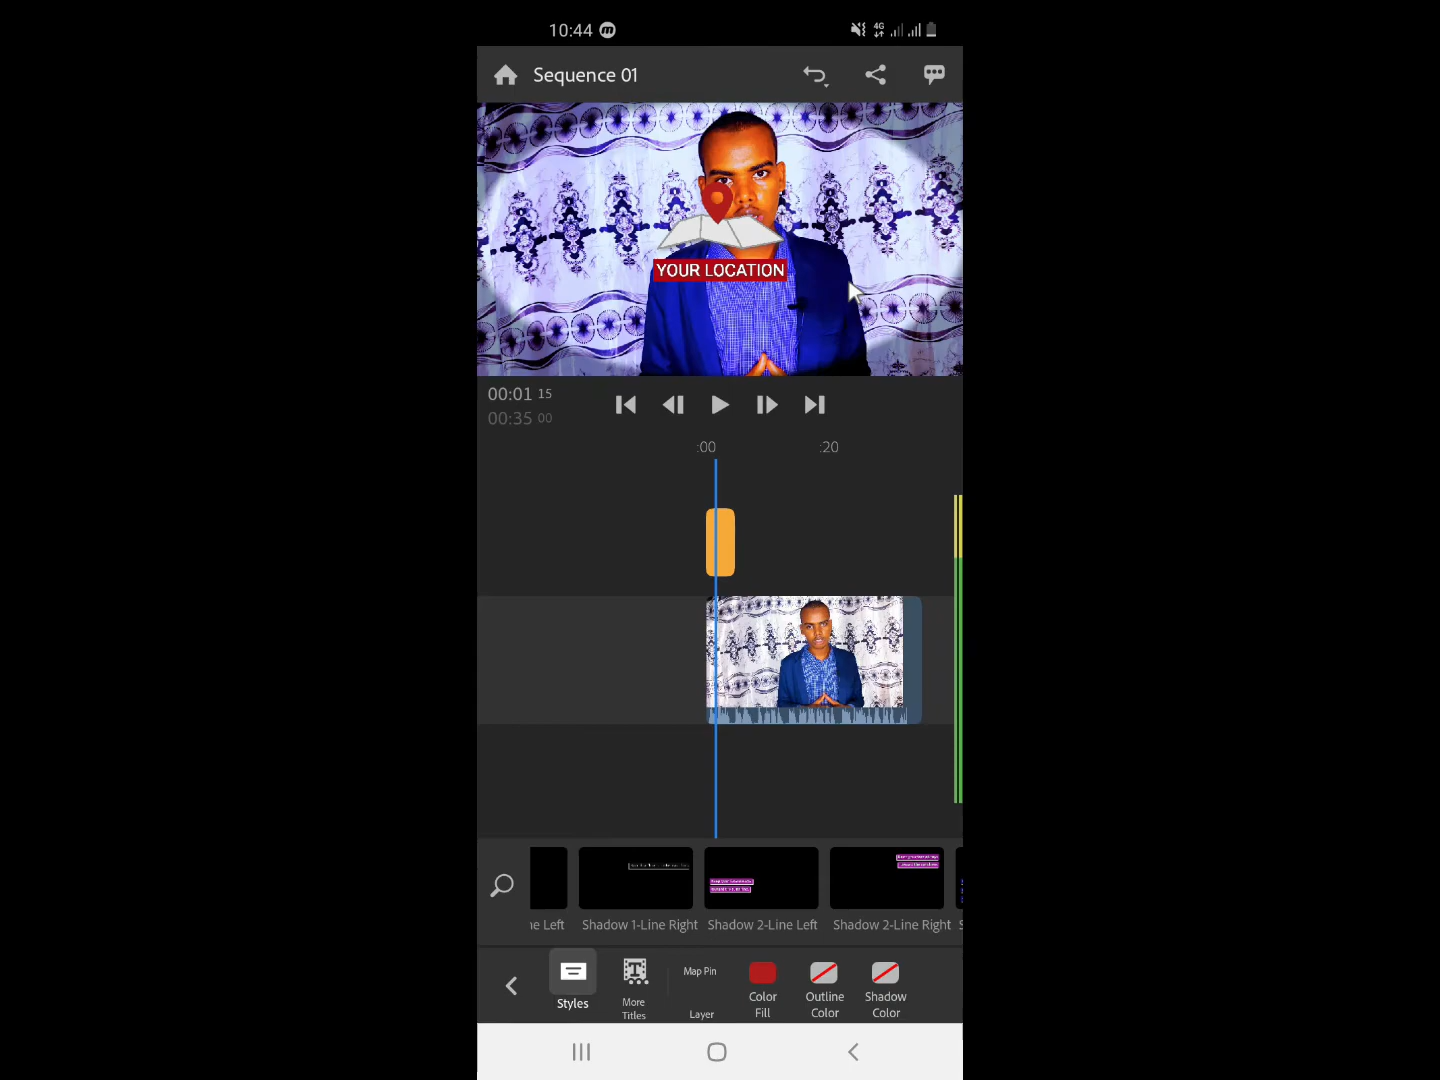 10:44
4G
Sequence 01
YOUR LOCATION
00:01 15
00:35 00
:00
:20
ne Left
Shadow 1-Line Right
Shadow 2-Line Left
Shadow 2-Line Right
S
Styles
More
Titles
Map Pin
Layer
Color
Fill
Outline
Color
Shadow
Color